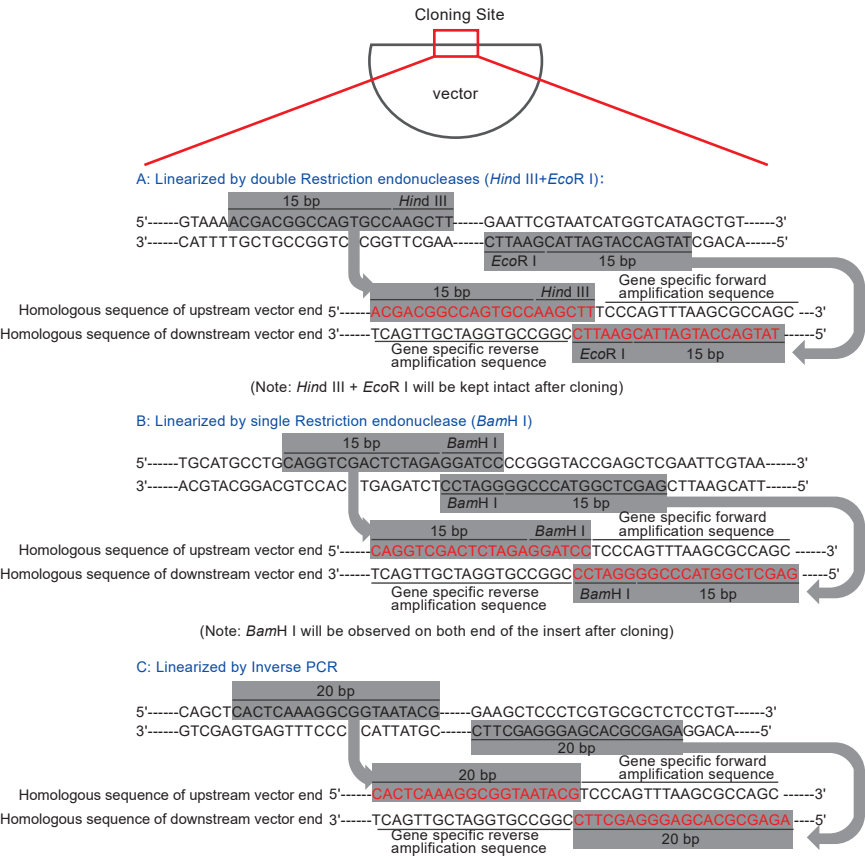 Cloning Site
vector
A: Linearized by double Restriction endonucleases (Hind III+EcoR I):
15 bp Hind III
5'------GTAAAACGACGGCCAGTGCCAAGCTT------GAATTCGTAATCATGGTCATAGCTGT------3'
3'------CATTTTGCTGCCGGTC CGGTTCGAA------CTTAAGCATTAGTACCAGTATCGACA------5'
EcoR I 15 bp
Gene specific forward
amplification sequence
15 bp Hind III
Homologous sequence of upstream vector end 5'------ACGACGGCCAGTGCCAAGCTTTCCCAGTTTAAGCGCCAGC ---3'
Homologous sequence of downstream vector end 3'------TCAGTTGCTAGGTGCCGGCCTTAAGCATTAGTACCAGTAT------5'
Gene specific reverse
amplification sequence
EcoR I 15 bp
(Note: Hind III + EcoR I will be kept intact after cloning)
B: Linearized by single Restriction endonuclease (BamH I)
15 bp BamH I
5'------TGCATGCCTGCAGGTCGACTCTAGAGGATCCCCGGGTACCGAGCTCGAATTCGTAA------3'
3'------ACGTACGGACGTCCAC TGAGATCTCCTAGGGGCCCATGGCTCGAGCTTAAGCATT-----5'
BamH I 15 bp
Gene specific forward
amplification sequence
15 bp BamH I
Homologous sequence of upstream vector end 5'------CAGGTCGACTCTAGAGGATCCTCCCAGTTTAAGCGCCAGC ------3'
Homologous sequence of downstream vector end 3'------TCAGTTGCTAGGTGCCGGCCCTAGGGGCCCATGGCTCGAG -----5'
Gene specific reverse
amplification sequence
BamH I 15 bp
(Note: BamH I will be observed on both end of the insert after cloning)
C: Linearized by Inverse PCR
20 bp
5'------CAGCTCACTCAAAGGCGGTAATACG------GAAGCTCCCTCGTGCGCTCTCCTGT------3'
3'------GTCGAGTGAGTTTCCC CATTATGC------CTTCGAGGGAGCACGCGAGAGGACA-----5'
20 bp
Gene specific forward
amplification sequence
20 bp
Homologous sequence of upstream vector end 5'------CACTCAAAGGCGGTAATACGTCCCAGTTTAAGCGCCAGC ------3'
Homologous sequence of downstream vector end 3'------TCAGTTGCTAGGTGCCGGCCTTCGAGGGAGCACGCGAGA ----5'
Gene specific reverse
amplification sequence
20 bp